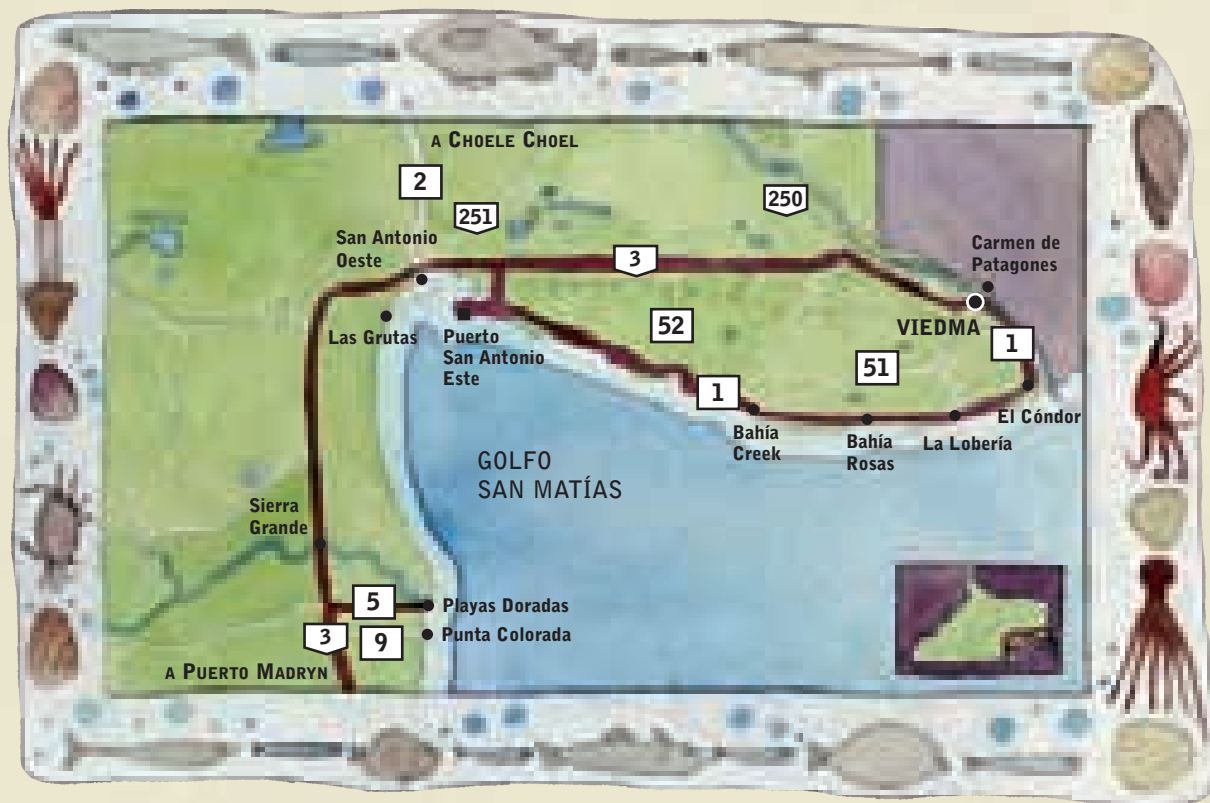 A CHOELE CHOEL
2
251
250
San Antonio
Oeste
3
Carmen de
Patagones
Las Grutas
Puerto
San Antonio
Este
52
VIEDMA
1
51
1
El Cóndor
Bahía
Creek
Bahía
Rosas
La Lobería
GOLFO
SAN MATÍAS
Sierra
Grande
5
Playas Doradas
3
9
Punta Colorada
A PUERTO MADRYN